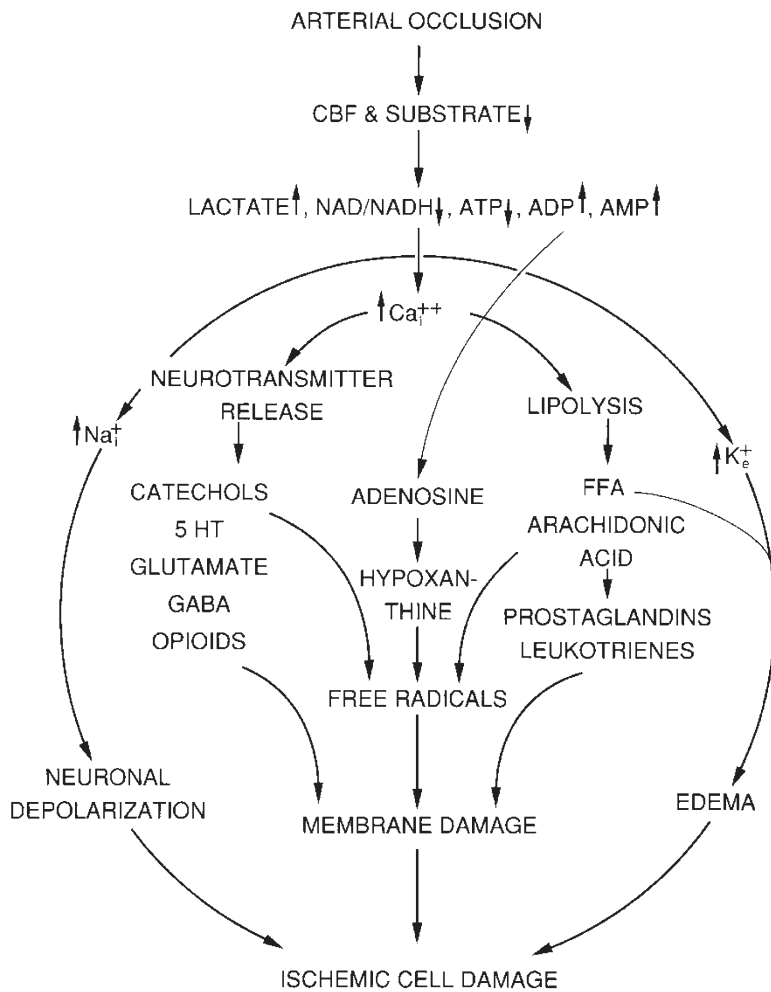 ARTERIAL OCCLUSION
CBF & SUBSTRATE↓
LACTATE↑, NAD/NADH↓, ATP↓, ADP↑, AMP↑
↑Ca i ++
NEUROTRANSMITTER
RELEASE
LIPOLYSIS
↑Na i +
↑K e +
CATECHOLS
5 HT
GLUTAMATE
GABA
OPIOIDS
ADENOSINE
HYPOXAN-
THINE
FFA
ARACHIDONIC
ACID
PROSTAGLANDINS
LEUKOTRIENES
FREE RADICALS
NEURONAL
DEPOLARIZATION
MEMBRANE DAMAGE
EDEMA
ISCHEMIC CELL DAMAGE